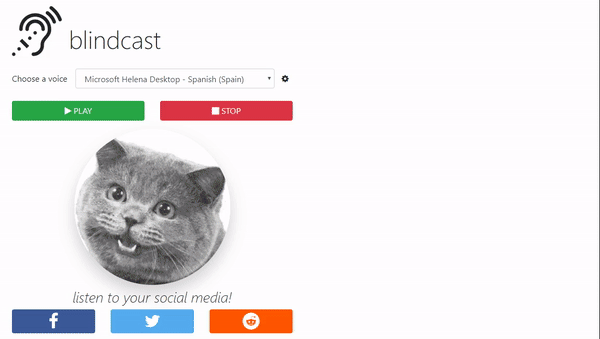 blindcast
Choose a voice Microsoft Helena Desktop - Spanish (Spain)
PLAY STOP
listen to your social media!